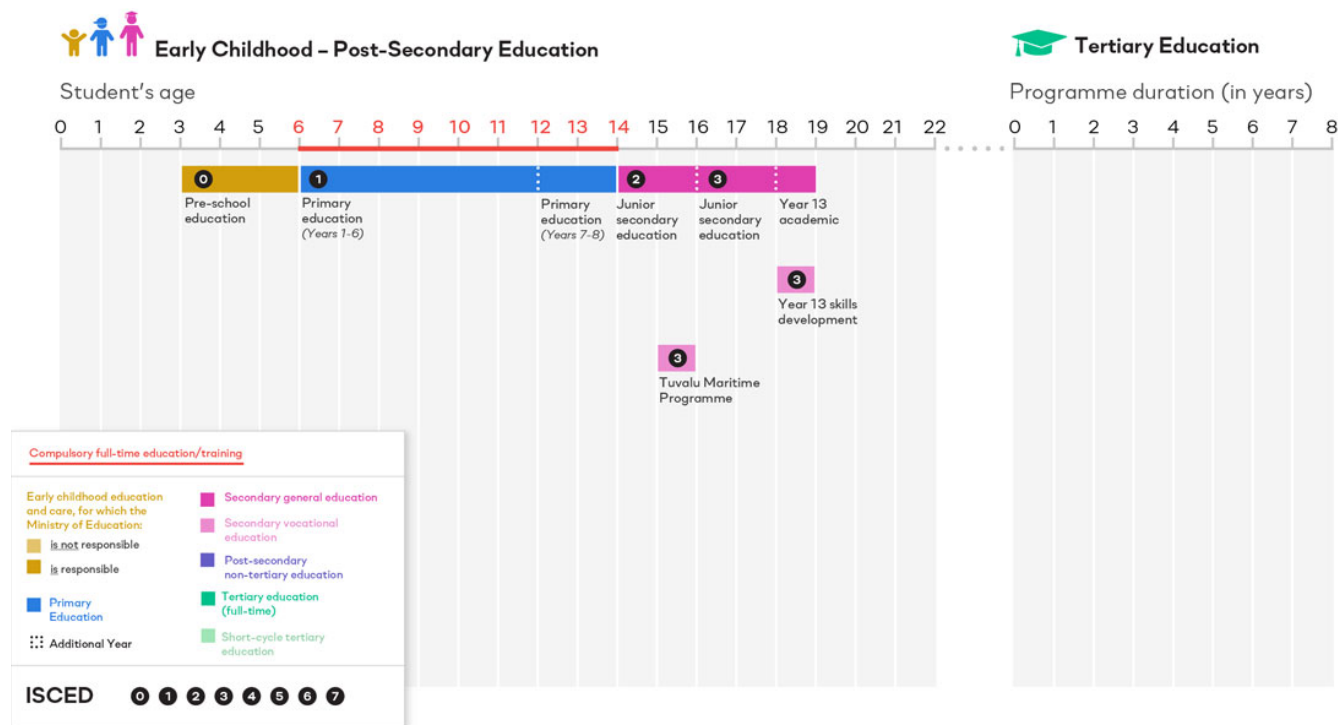 Early Childhood – Post-Secondary Education
Tertiary Education
Student's age
Programme duration (in years)
0 1 2 3 4 5 6 7 8 9 10 11 12 13 14 15 16 17 18 19 20 21 22
0 1 2 3 4 5 6 7 8
0
1
2
3
Pre-school
education
Primary
education
(Years 1-6)
Primary
education
(Years 7-8)
Junior
secondary
education
Junior
secondary
education
Year 13
academic
3
Year 13 skills
development
3
Tuvalu Maritime
Programme
Compulsory full-time education/training
Early childhood education
and care, for which the
Ministry of Education:
is not responsible
is responsible
Primary
Education
Additional Year
Secondary general education
Secondary vocational
education
Post-secondary
non-tertiary education
Tertiary education
(full-time)
Short-cycle tertiary
education
ISCED 0 1 2 3 4 5 6 7